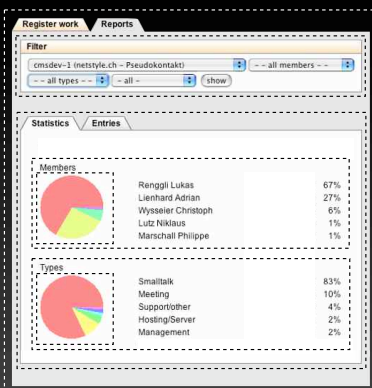 Register work Reports
Filter
cmsdev-1 (netstyle.ch - Pseudokontakt) - - all members - -
- - all types - - - all - show
Statistics Entries
Members
Renggli Lukas 67%
Lienhard Adrian 27%
Wysseier Christoph 6%
Lutz Niklaus 1%
Marschall Philippe 1%
Types
Smalltalk 83%
Meeting 10%
Support/other 4%
Hosting/Server 2%
Management 2%